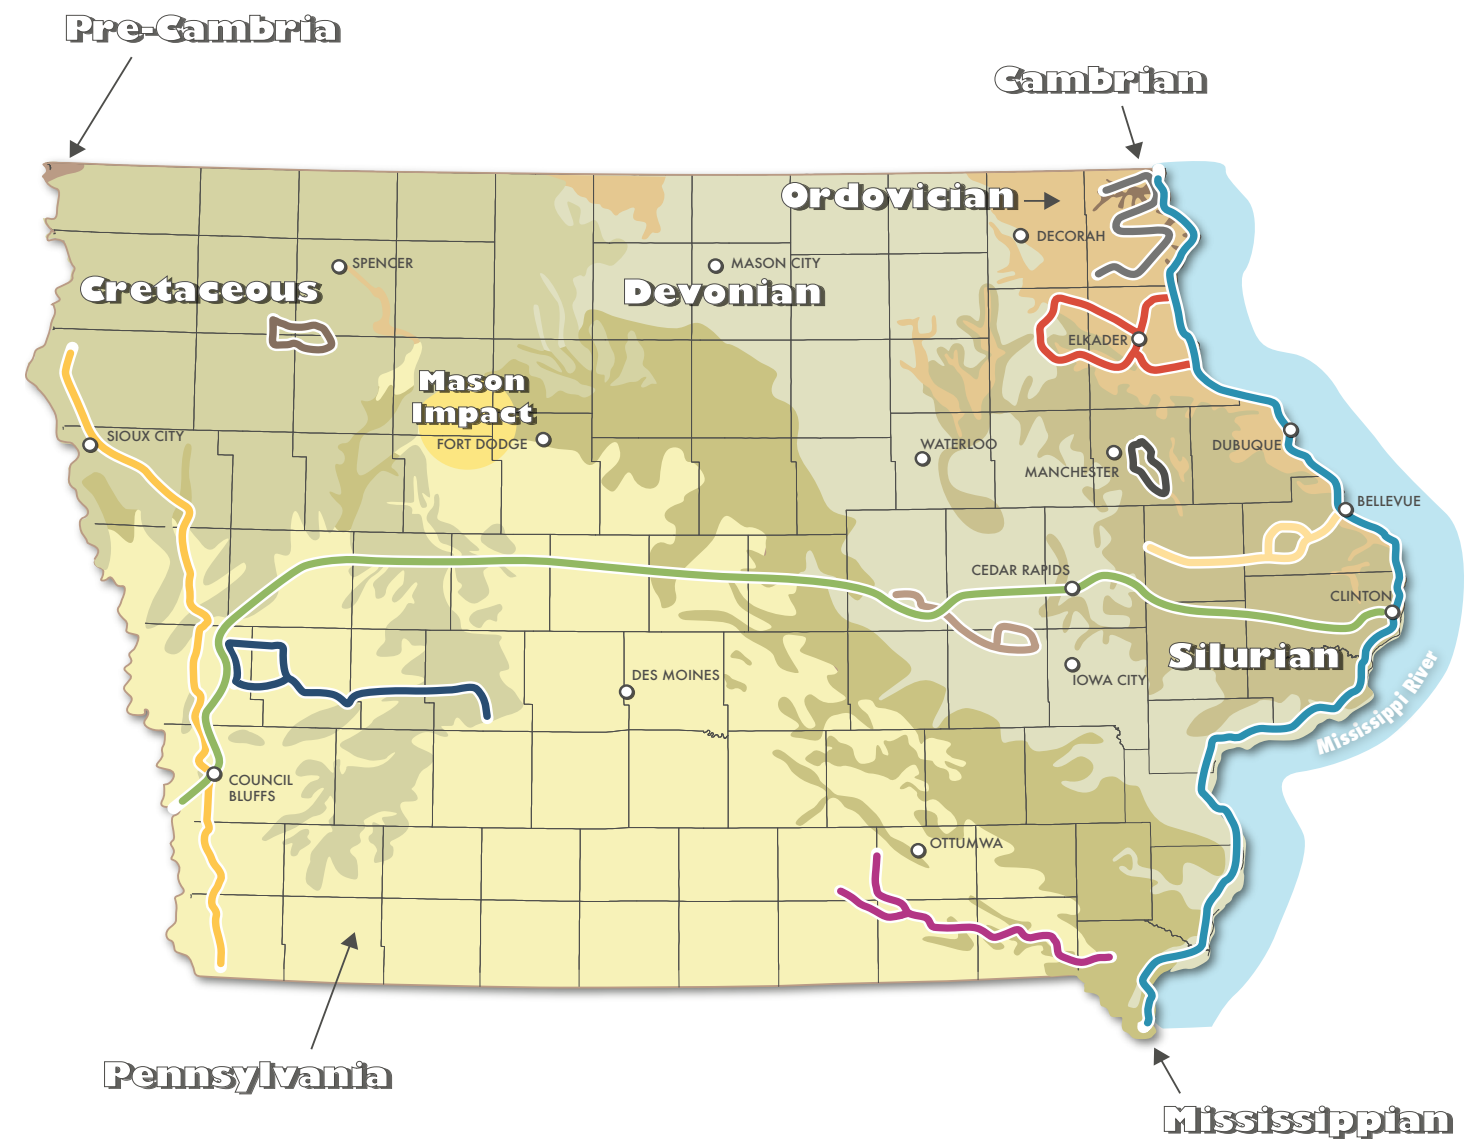 Pre-Cambria
Cambrian
Ordovician
DECORAH
SPENCER
MASON CITY
Cretaceous
Devonian
ELKADER
Mason
Impact
FORT DODGE
SIOUX CITY
WATERLOO
DUBUQUE
MANCHESTER
BELLEVUE
CEDAR RAPIDS
CLINTON
Silurian
IOWA CITY
DES MOINES
Mississippi River
COUNCIL
BLUFFS
OTTUMWA
Pennsylvania
Mississippian